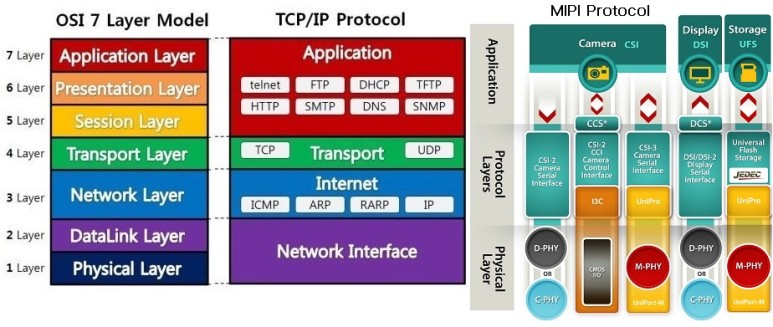 OSI 7 Layer Model
7 Layer
Application Layer
6 Layer
Presentation Layer
5 Layer
Session Layer
4 Layer
Transport Layer
3 Layer
Network Layer
2 Layer
DataLink Layer
1 Layer
Physical Layer
TCP/IP Protocol
Application
telnet FTP DHCP TFTP
HTTP SMTP DNS SNMP
TCP Transport UDP
Internet
ICMP ARP RARP IP
Network Interface
MIPI Protocol
Application
Protocol
Layers
Physical
Layer
Camera CSI
Display
DSI
Storage
UFS
CCS*
DCS*
CSI-2
Camera
Serial
Interface
CSI-2
CCI
Camera
Control
Interface
I3C
CSI-3
Camera
Serial
Interface
UniPro
DSI/DSI-2
Display
Serial
Interface
Universal
Flash
Storage
JEDEC
UniPro
D-PHY
OR
C-PHY
CMOS
I/O
M-PHY
UniPort-M
D-PHY
OR
C-PHY
M-PHY
UniPort-M